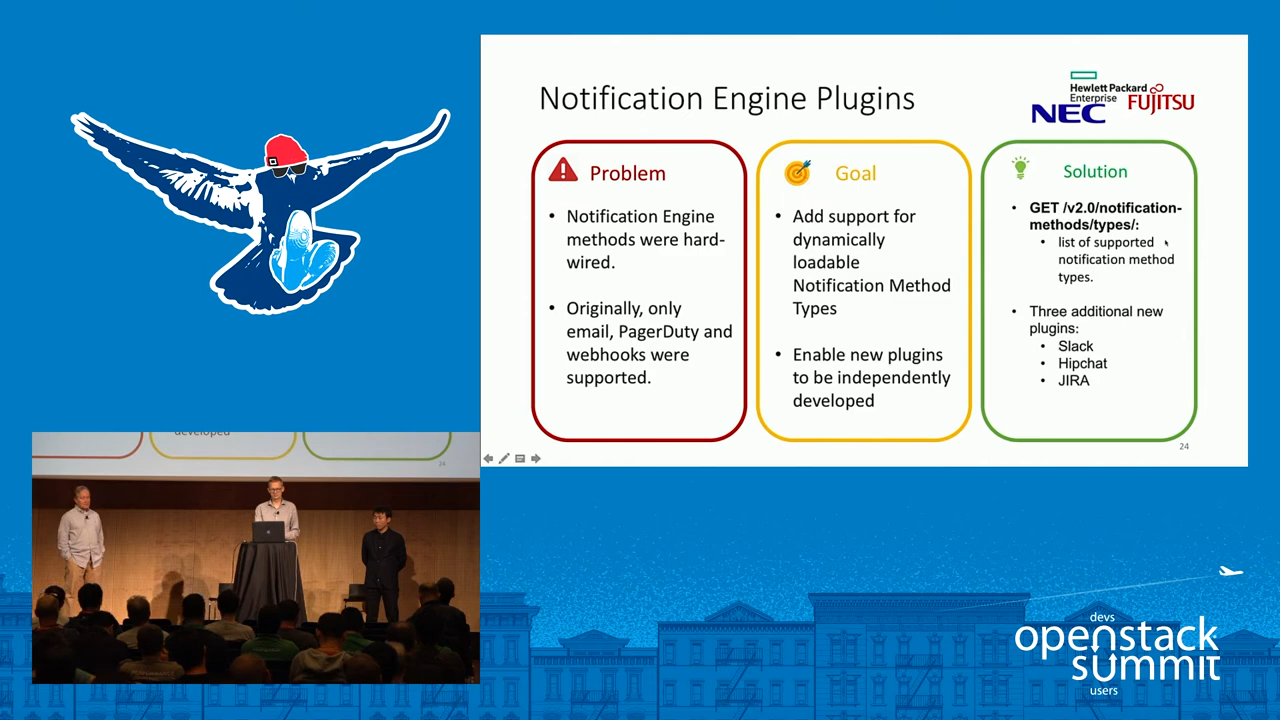 Notification Engine Plugins
Hewlett Packard
Enterprise
NEC
FUJITSU
Problem
• Notification Engine
methods were hard-
wired.
• Originally, only
email, PagerDuty and
webhooks were
supported.
Goal
• Add support for
dynamically
loadable
Notification Method
Types
• Enable new plugins
to be independently
developed
Solution
• GET /v2.0/notification-
methods/types/:
• list of supported
notification method
types.
• Three additional new
plugins:
• Slack
• Hipchat
• JIRA
24
developed
24
devs
openstack
summit
users